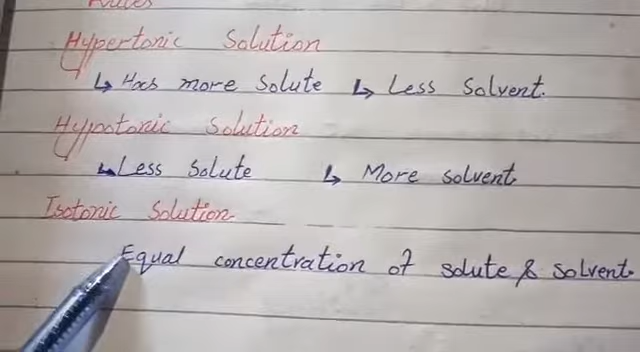 Rules
Hypertonic Solution
↳ Has more Solute ↳ Less Solvent.
Hypotonic Solution
↳ Less Solute ↳ More solvent
Isotonic Solution
Equal concentration of solute & solvent.